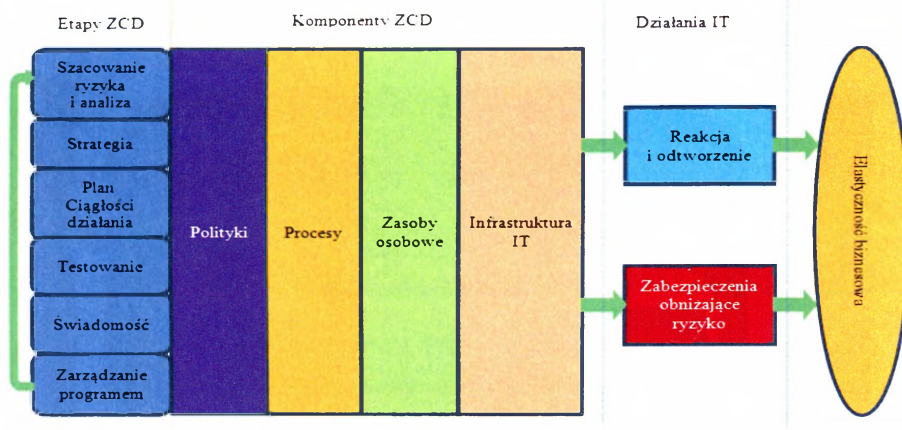 Etapy ZCD
Komponenty ZCD
Działania IT
Szacowanie
ryzyka
i analiza
Strategia
Plan
Ciągłości
działania
Testowanie
Świadomość
Zarządzanie
programem
Polityki
Procesy
Zasoby
osobowe
Infrastruktura
IT
Reakcja
i odtworzenie
Zabezpieczenia
obniżające
ryzyko
Elastyczność biznesowa